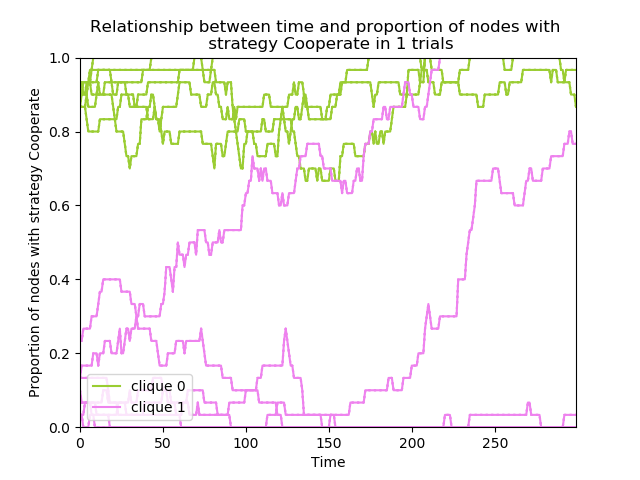 Relationship between time and proportion of nodes with
strategy Cooperate in 1 trials
Proportion of nodes with strategy Cooperate
1.0
0.8
0.6
0.4
0.2
0.0
clique 0
clique 1
0 50 100 150 200 250
Time